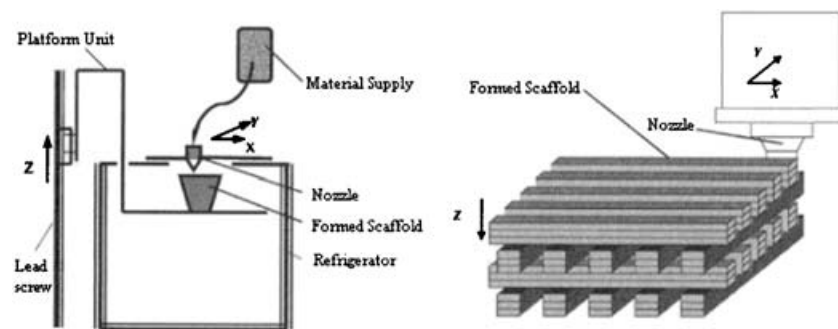 Platform Unit
Material Supply
Y
X
Z
Nozzle
Formed Scaffold
Refrigerator
Lead
screw
Y
X
Formed Scaffold
Nozzle
Z